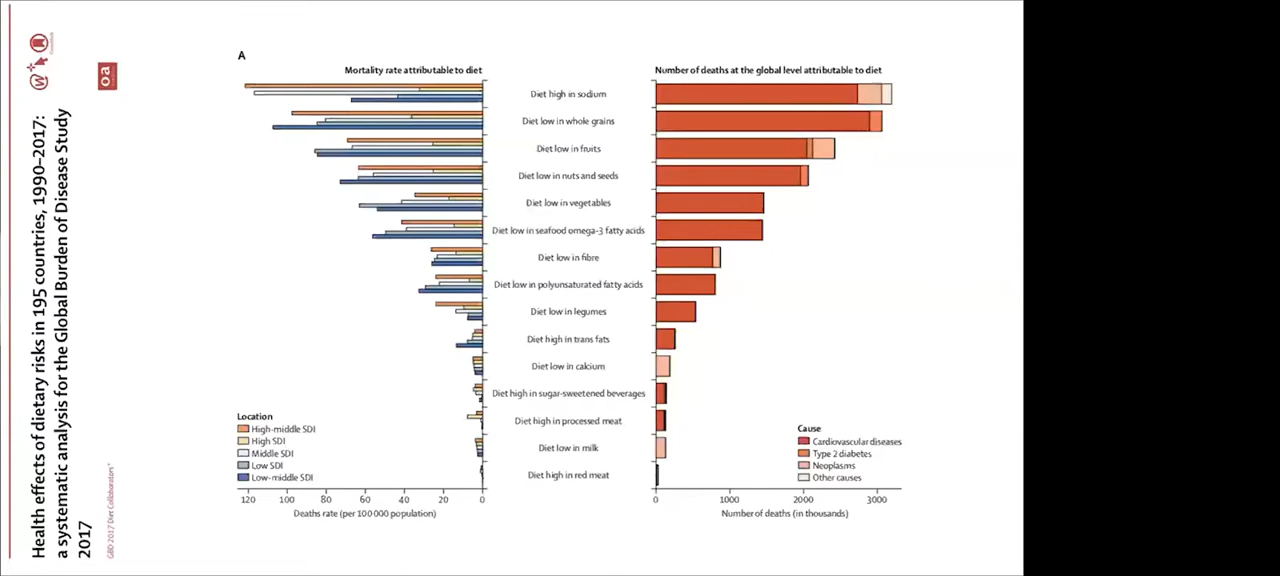 Health effects of dietary risks in 195 countries, 1990–2017:
a systematic analysis for the Global Burden of Disease Study
2017
GBD 2017 Diet Collaborators*
oa
A
Mortality rate attributable to diet
Number of deaths at the global level attributable to diet
Diet high in sodium
Diet low in whole grains
Diet low in fruits
Diet low in nuts and seeds
Diet low in vegetables
Diet low in seafood omega-3 fatty acids
Diet low in fibre
Diet low in polyunsaturated fatty acids
Diet low in legumes
Diet high in trans fats
Diet low in calcium
Diet high in sugar-sweetened beverages
Diet high in processed meat
Diet low in milk
Diet high in red meat
Location
High-middle SDI
High SDI
Middle SDI
Low SDI
Low-middle SDI
Cause
Cardiovascular diseases
Type 2 diabetes
Neoplasms
Other causes
120 100 80 60 40 20 0
Deaths rate (per 100 000 population)
0 1000 2000 3000
Number of deaths (in thousands)